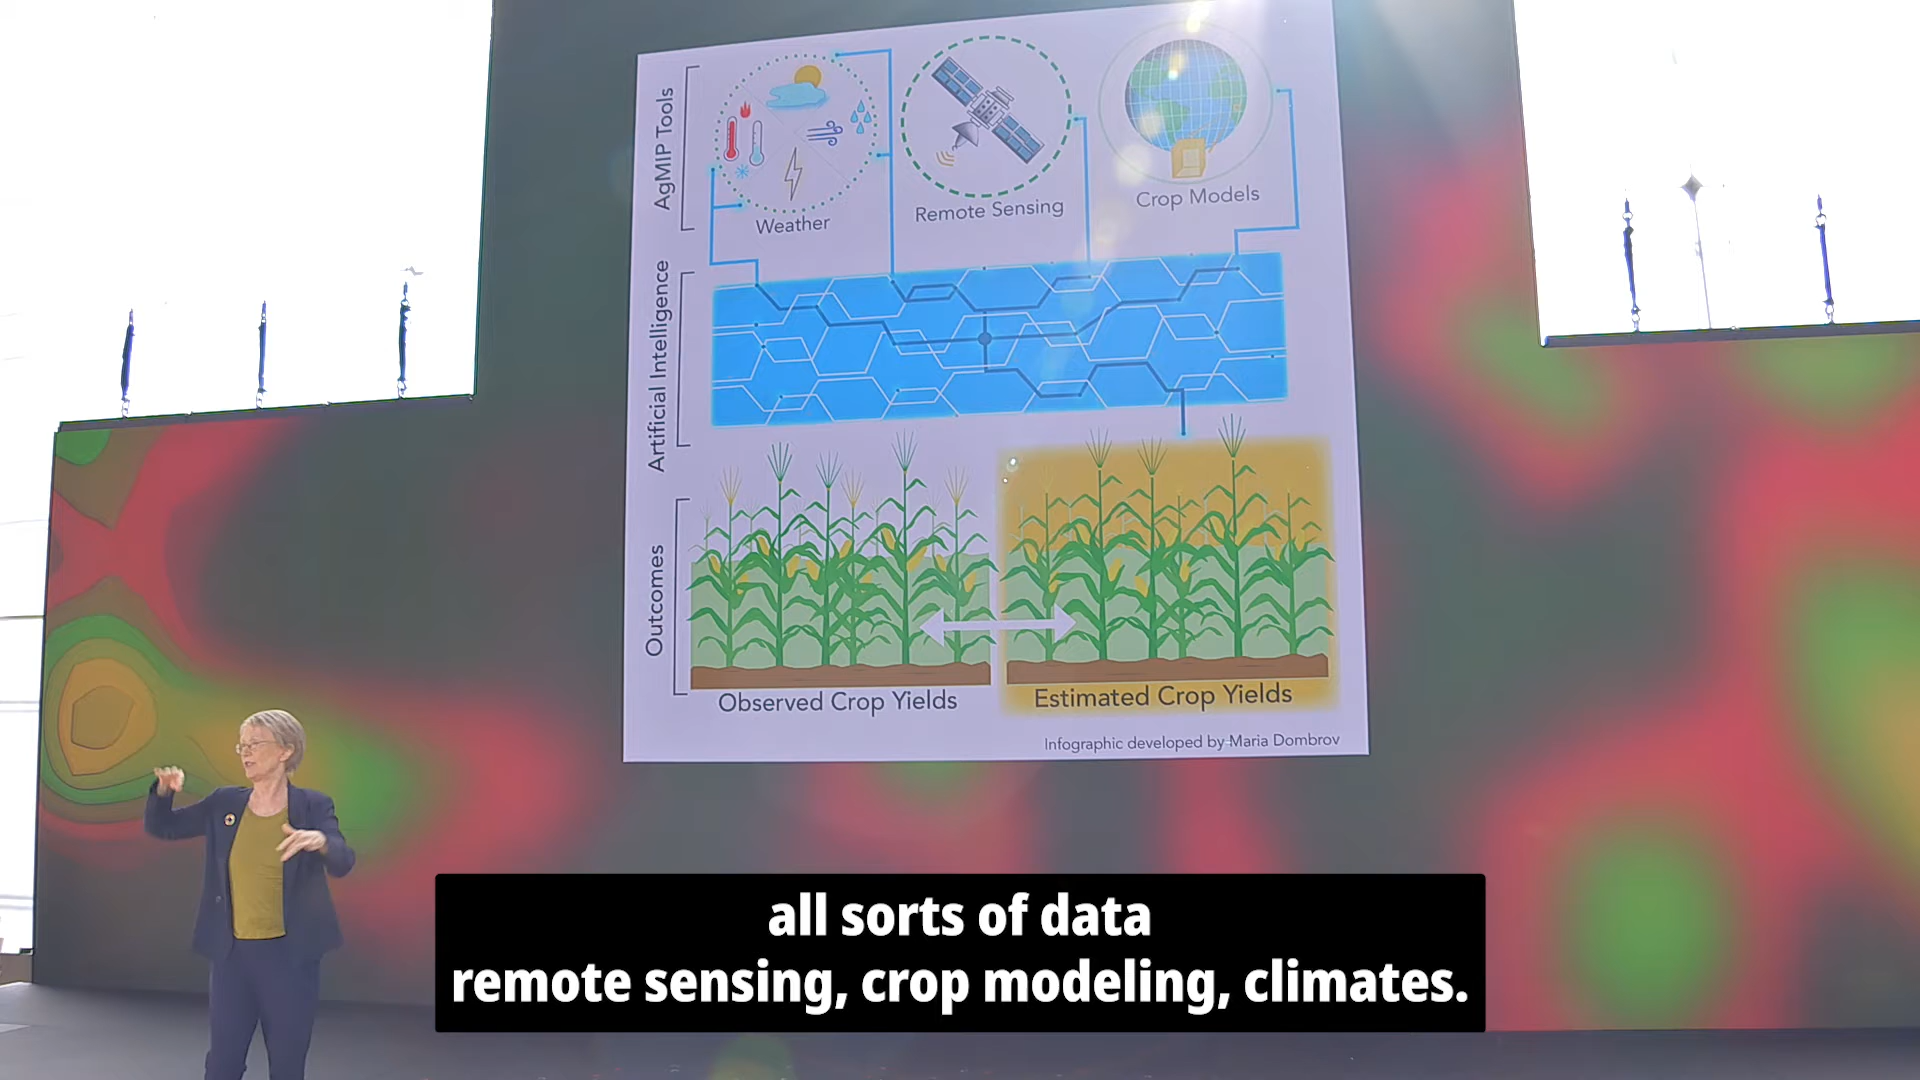 AgMIP Tools
Weather
Remote Sensing
Crop Models
Artificial Intelligence
Outcomes
Observed Crop Yields
Estimated Crop Yields
Infographic developed by Maria Dombrov
all sorts of data
remote sensing, crop modeling, climates.